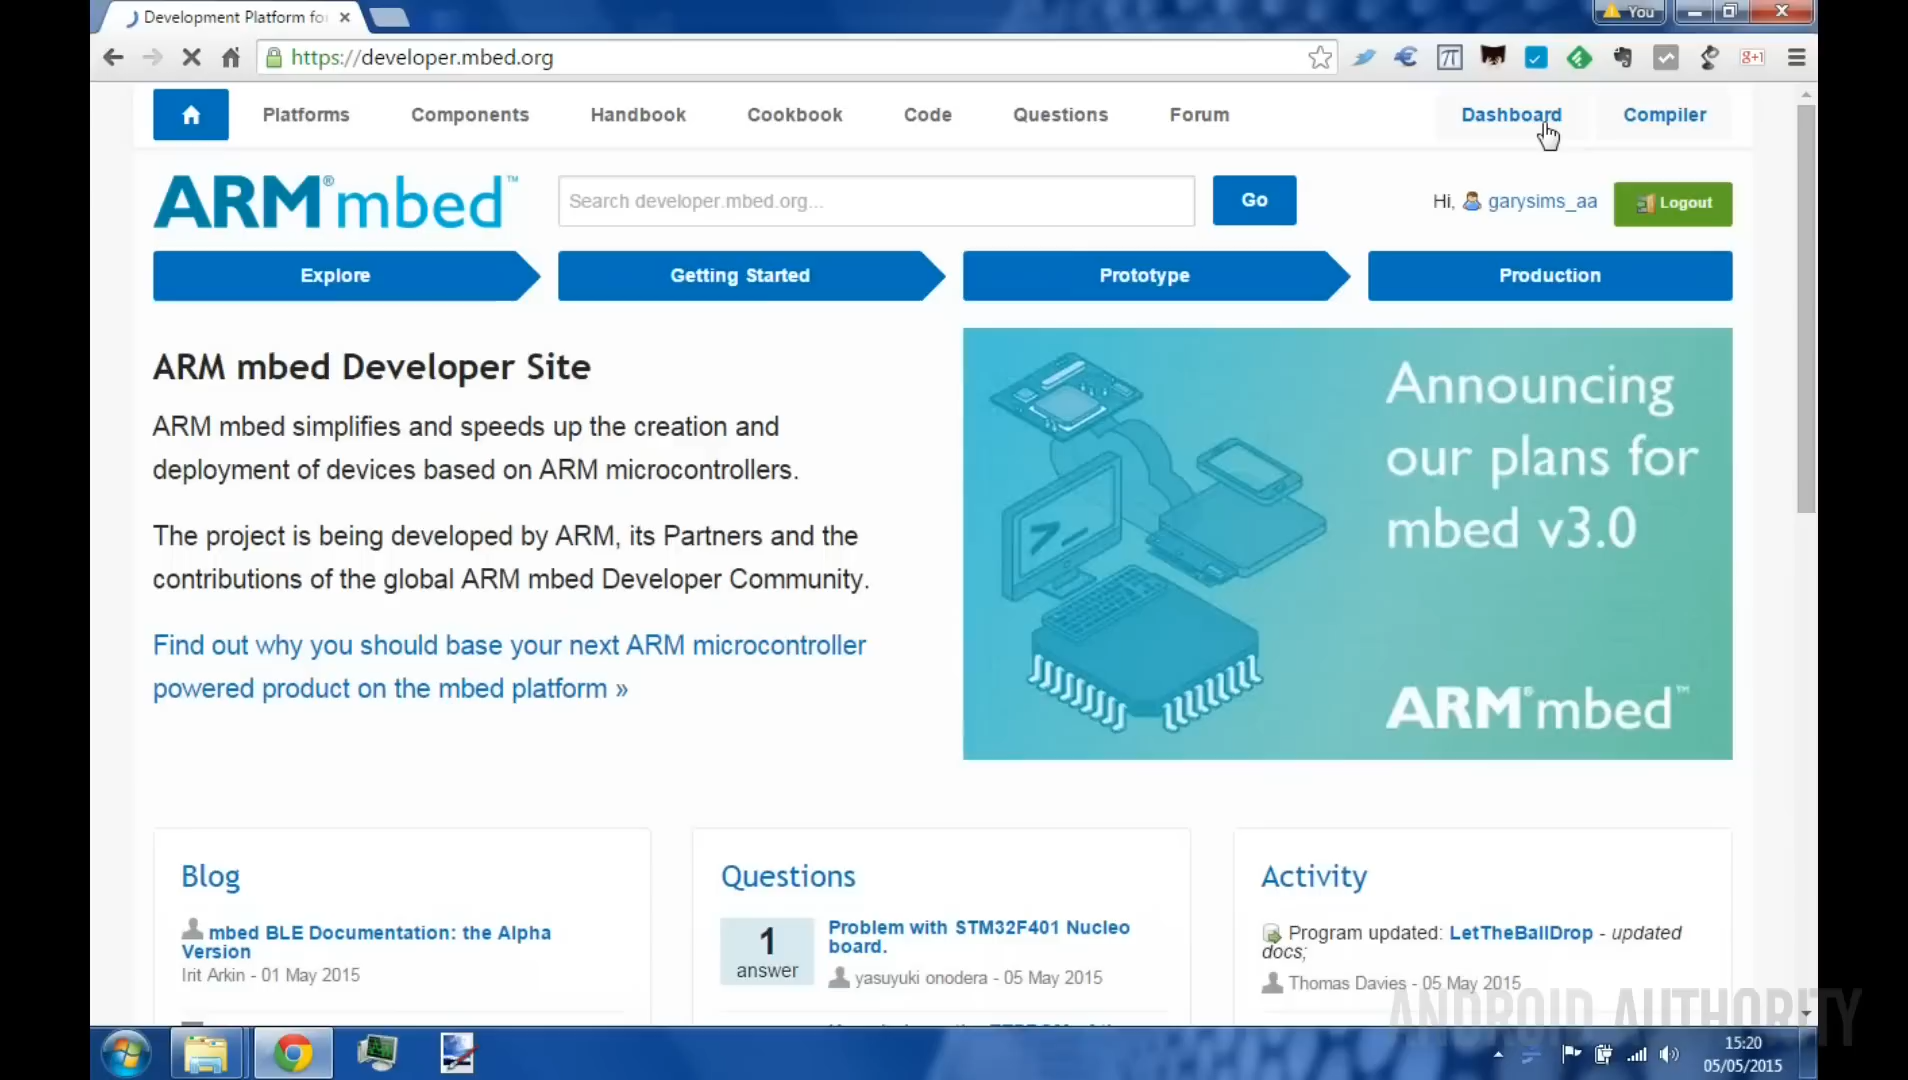 Development Platform for
You
https://developer.mbed.org
π
g+1
Platforms
Components
Handbook
Cookbook
Code
Questions
Forum
Dashboard
Compiler
ARM®mbed™
Search developer.mbed.org...
Go
Hi, garysims_aa
Logout
Explore
Getting Started
Prototype
Production
ARM mbed Developer Site
ARM mbed simplifies and speeds up the creation and
deployment of devices based on ARM microcontrollers.
The project is being developed by ARM, its Partners and the
contributions of the global ARM mbed Developer Community.
Find out why you should base your next ARM microcontroller
powered product on the mbed platform »
Announcing
our plans for
mbed v3.0
ARM®mbed™
Blog
mbed BLE Documentation: the Alpha
Version
Irit Arkin - 01 May 2015
Questions
1
answer
Problem with STM32F401 Nucleo
board.
yasuyuki onodera - 05 May 2015
Activity
Program updated: LetTheBallDrop - updated
docs;
Thomas Davies - 05 May 2015
ANDROID AUTHORITY
15:20
05/05/2015